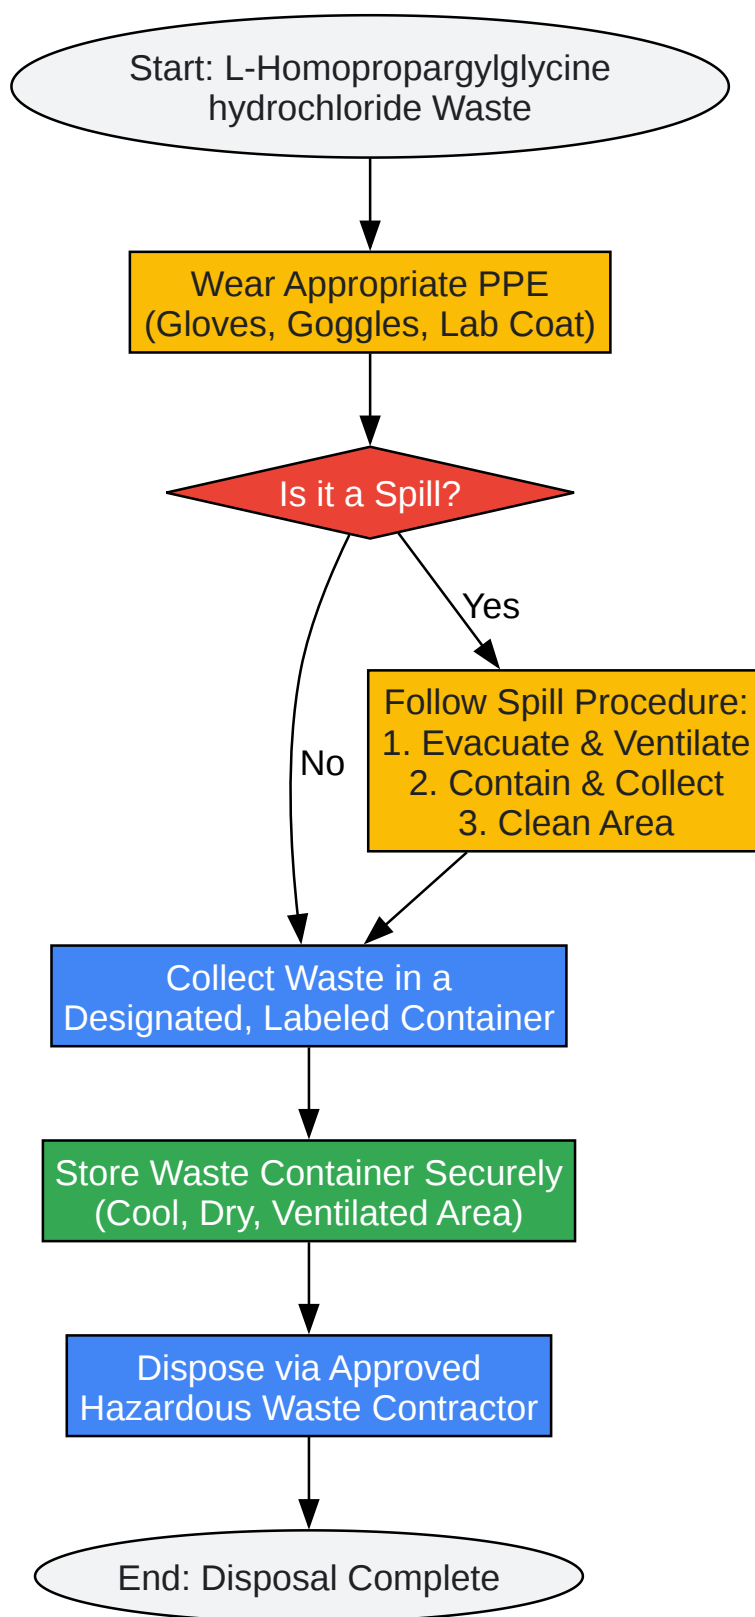 Start: L-Homopropargylglycine
hydrochloride Waste
Wear Appropriate PPE
(Gloves, Goggles, Lab Coat)
Is it a Spill?
Yes
Follow Spill Procedure:
1. Evacuate & Ventilate
2. Contain & Collect
3. Clean Area
No
Collect Waste in a
Designated, Labeled Container
Store Waste Container Securely
(Cool, Dry, Ventilated Area)
Dispose via Approved
Hazardous Waste Contractor
End: Disposal Complete